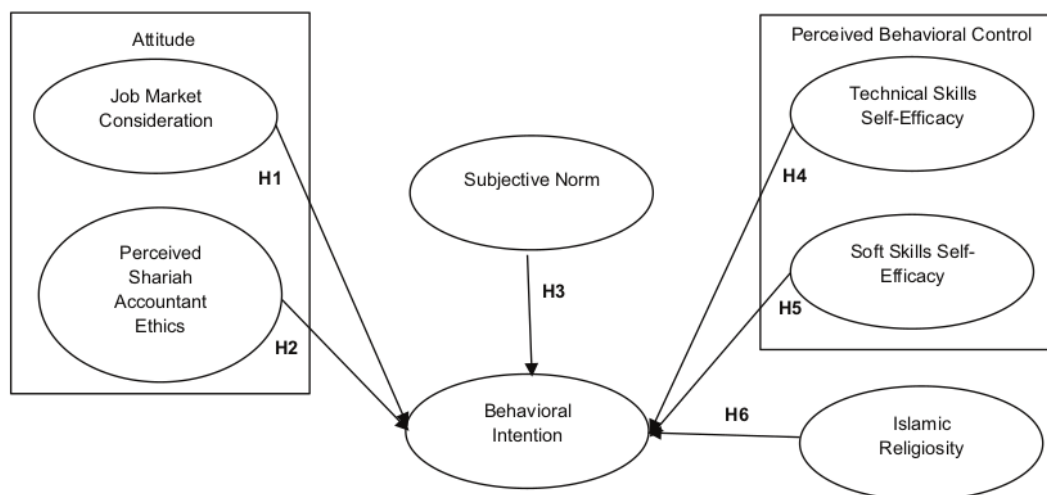 Attitude
Job Market
Consideration
H1
Perceived
Shariah
Accountant
Ethics
H2
Subjective Norm
H3
Behavioral
Intention
Perceived Behavioral Control
Technical Skills
Self-Efficacy
H4
Soft Skills Self-
Efficacy
H5
H6
Islamic
Religiosity